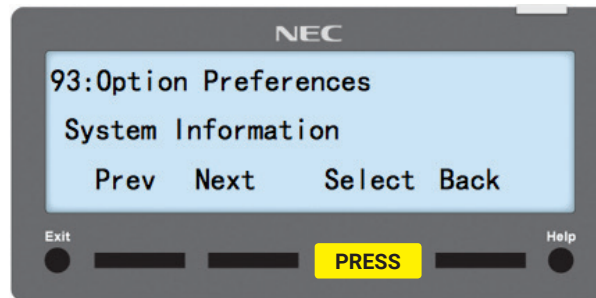 NEC
93:Option Preferences
System Information
Prev Next Select Back
Exit Help
PRESS